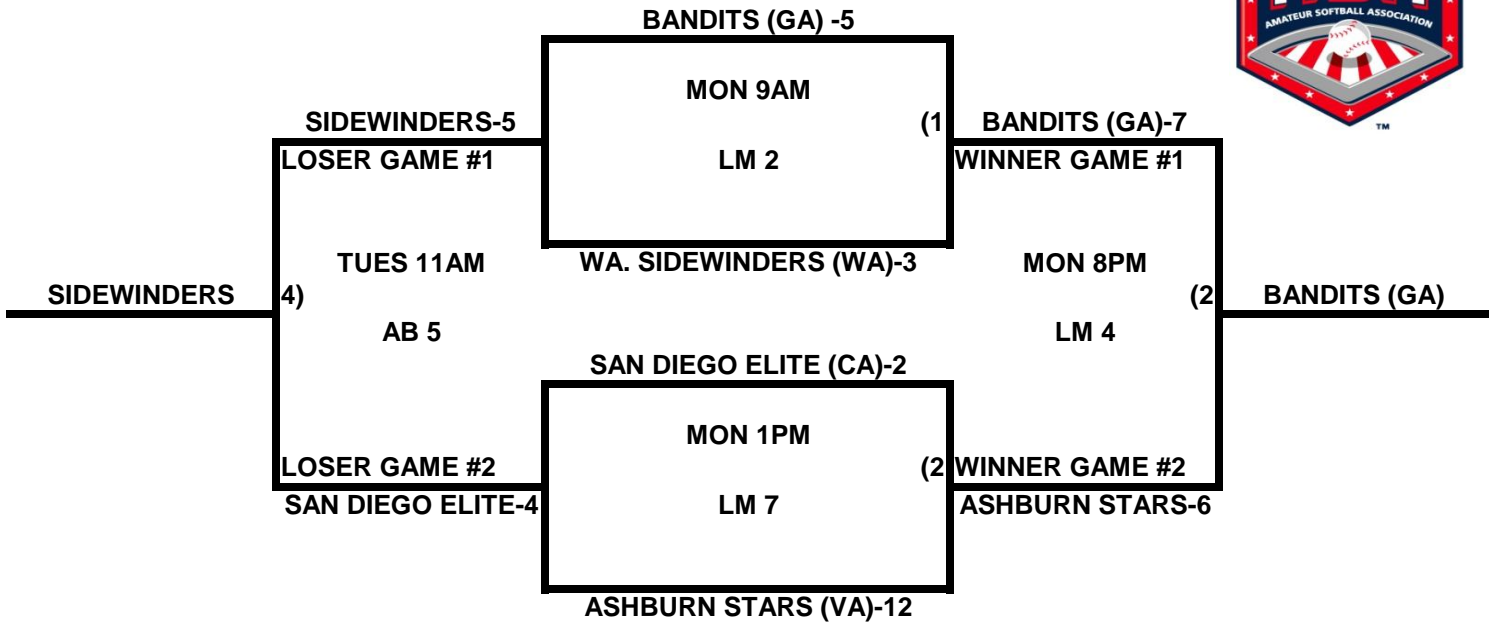 BANDITS (GA) -5
AMATEUR SOFTBALL ASSOCIATION
TM
MON 9AM
SIDEWINDERS-5
(1
BANDITS (GA)-7
LOSER GAME #1
LM 2
WINNER GAME #1
WA. SIDEWINDERS (WA)-3
TUES 11AM
MON 8PM
SIDEWINDERS
4)
(2
BANDITS (GA)
AB 5
LM 4
SAN DIEGO ELITE (CA)-2
MON 1PM
LOSER GAME #2
(2
WINNER GAME #2
SAN DIEGO ELITE-4
LM 7
ASHBURN STARS-6
ASHBURN STARS (VA)-12